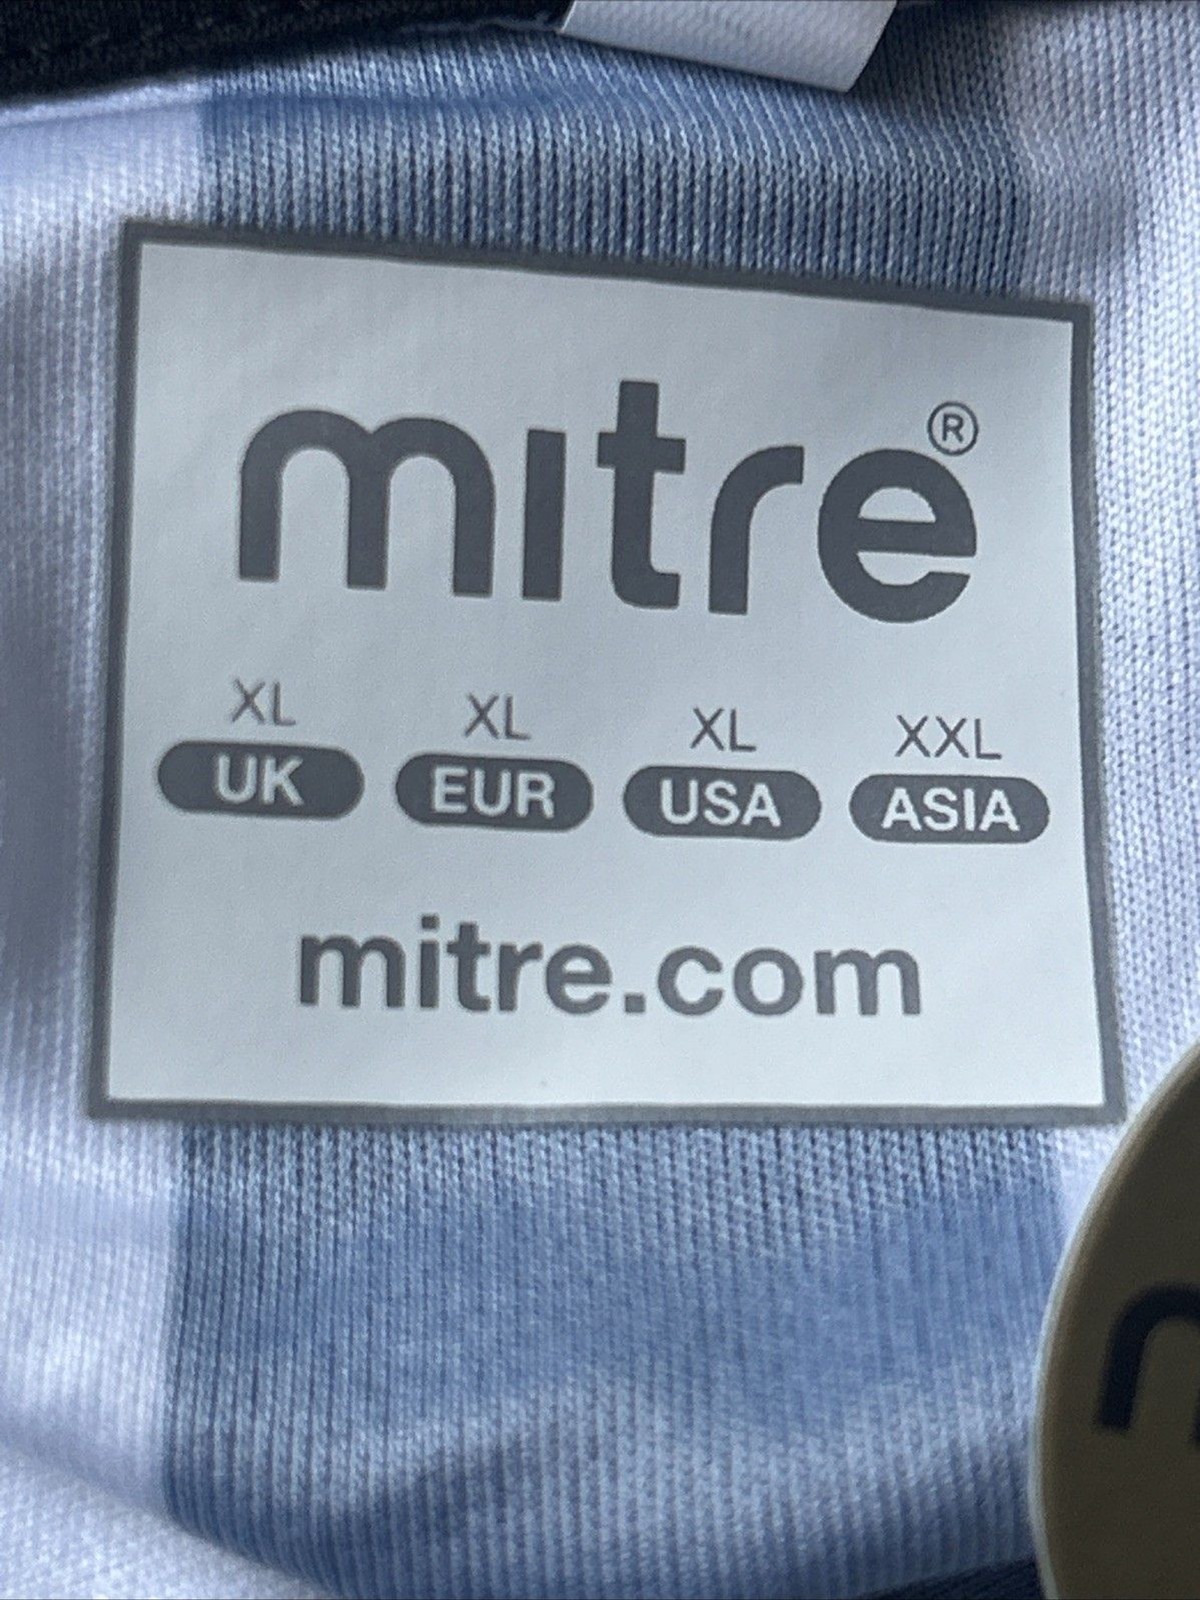 mitre®
XL XL XL XXL
UK EUR USA ASIA
mitre.com